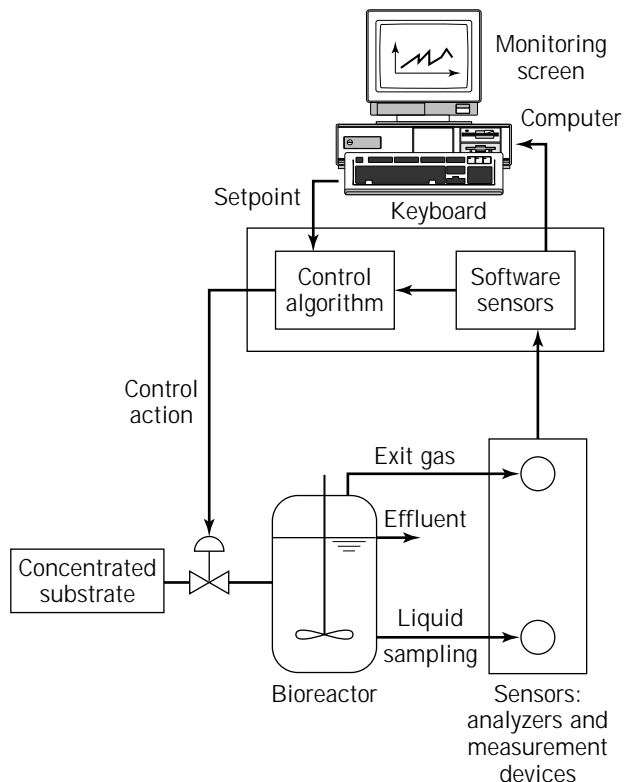 Monitoring
screen
Computer
Setpoint
Keyboard
Control
algorithm
Software
sensors
Control
action
Exit gas
Effluent
Concentrated
substrate
Liquid
sampling
Bioreactor
Sensors:
analyzers and
measurement
devices